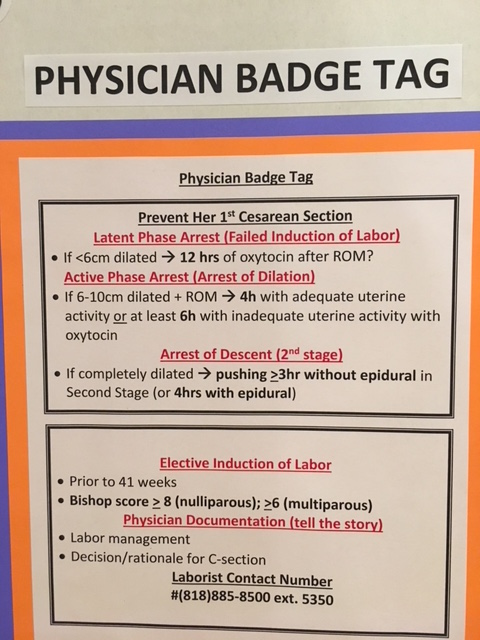 PHYSICIAN BADGE TAG
Physician Badge Tag
Prevent Her 1st Cesarean Section
Latent Phase Arrest (Failed Induction of Labor)
• If <6cm dilated → 12 hrs of oxytocin after ROM?
Active Phase Arrest (Arrest of Dilation)
• If 6-10cm dilated + ROM → 4h with adequate uterine
activity or at least 6h with inadequate uterine activity with
oxytocin
Arrest of Descent (2nd stage)
• If completely dilated → pushing ≥3hr without epidural in
Second Stage (or 4hrs with epidural)
Elective Induction of Labor
• Prior to 41 weeks
• Bishop score ≥ 8 (nulliparous); ≥6 (multiparous)
Physician Documentation (tell the story)
• Labor management
• Decision/rationale for C-section
Laborist Contact Number
#(818)885-8500 ext. 5350